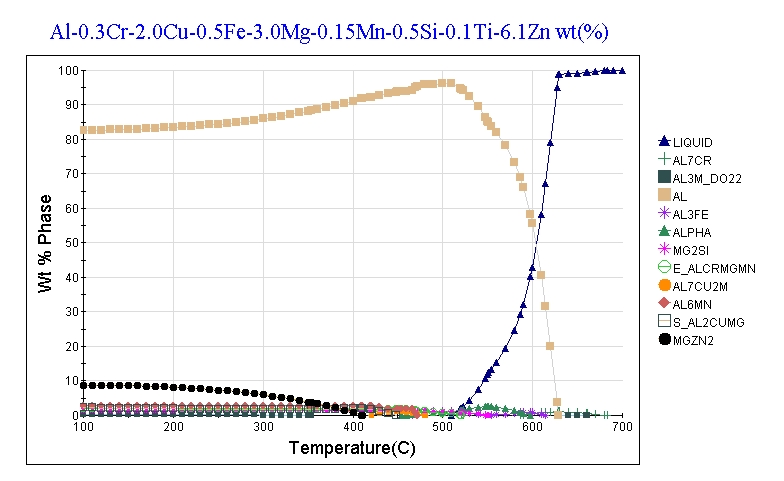 Al-0.3Cr-2.0Cu-0.5Fe-3.0Mg-0.15Mn-0.5Si-0.1Ti-6.1Zn wt(%)
100
90
80
70
60
50
40
30
20
10
0
Wt % Phase
100 200 300 400 500 600 700
Temperature(C)
LIQUID
AL7CR
AL3M_DO22
AL
AL3FE
ALPHA
MG2SI
E_ALCRMGMN
AL7CU2M
AL6MN
S_AL2CUMG
MGZN2